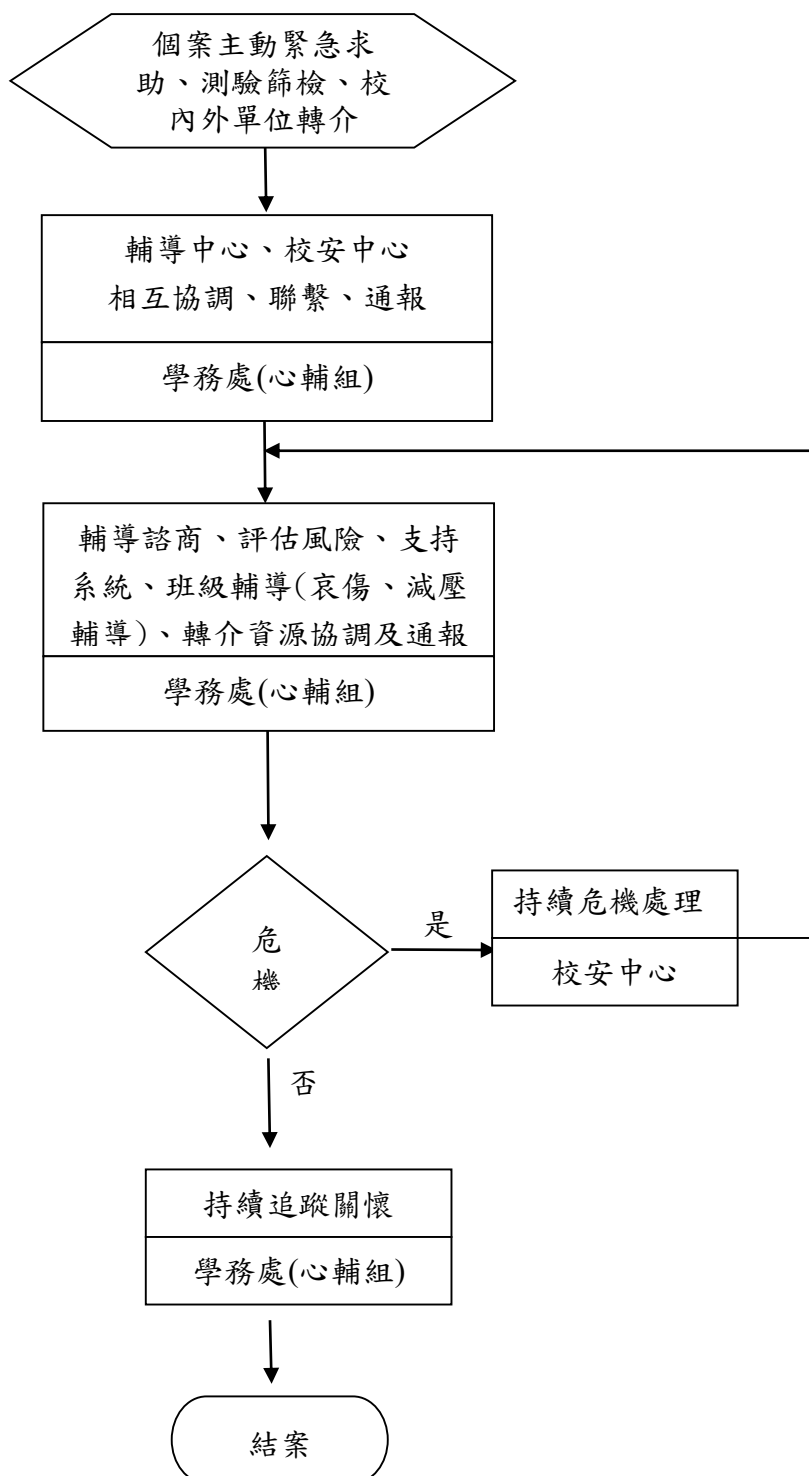 個案主動緊急求
助、測驗篩檢、校
內外單位轉介
輔導中心、校安中心
相互協調、聯繫、通報
學務處(心輔組)
輔導諮商、評估風險、支持
系統、班級輔導(哀傷、減壓
輔導)、轉介資源協調及通報
學務處(心輔組)
危
機
是
持續危機處理
校安中心
否
持續追蹤關懷
學務處(心輔組)
結案